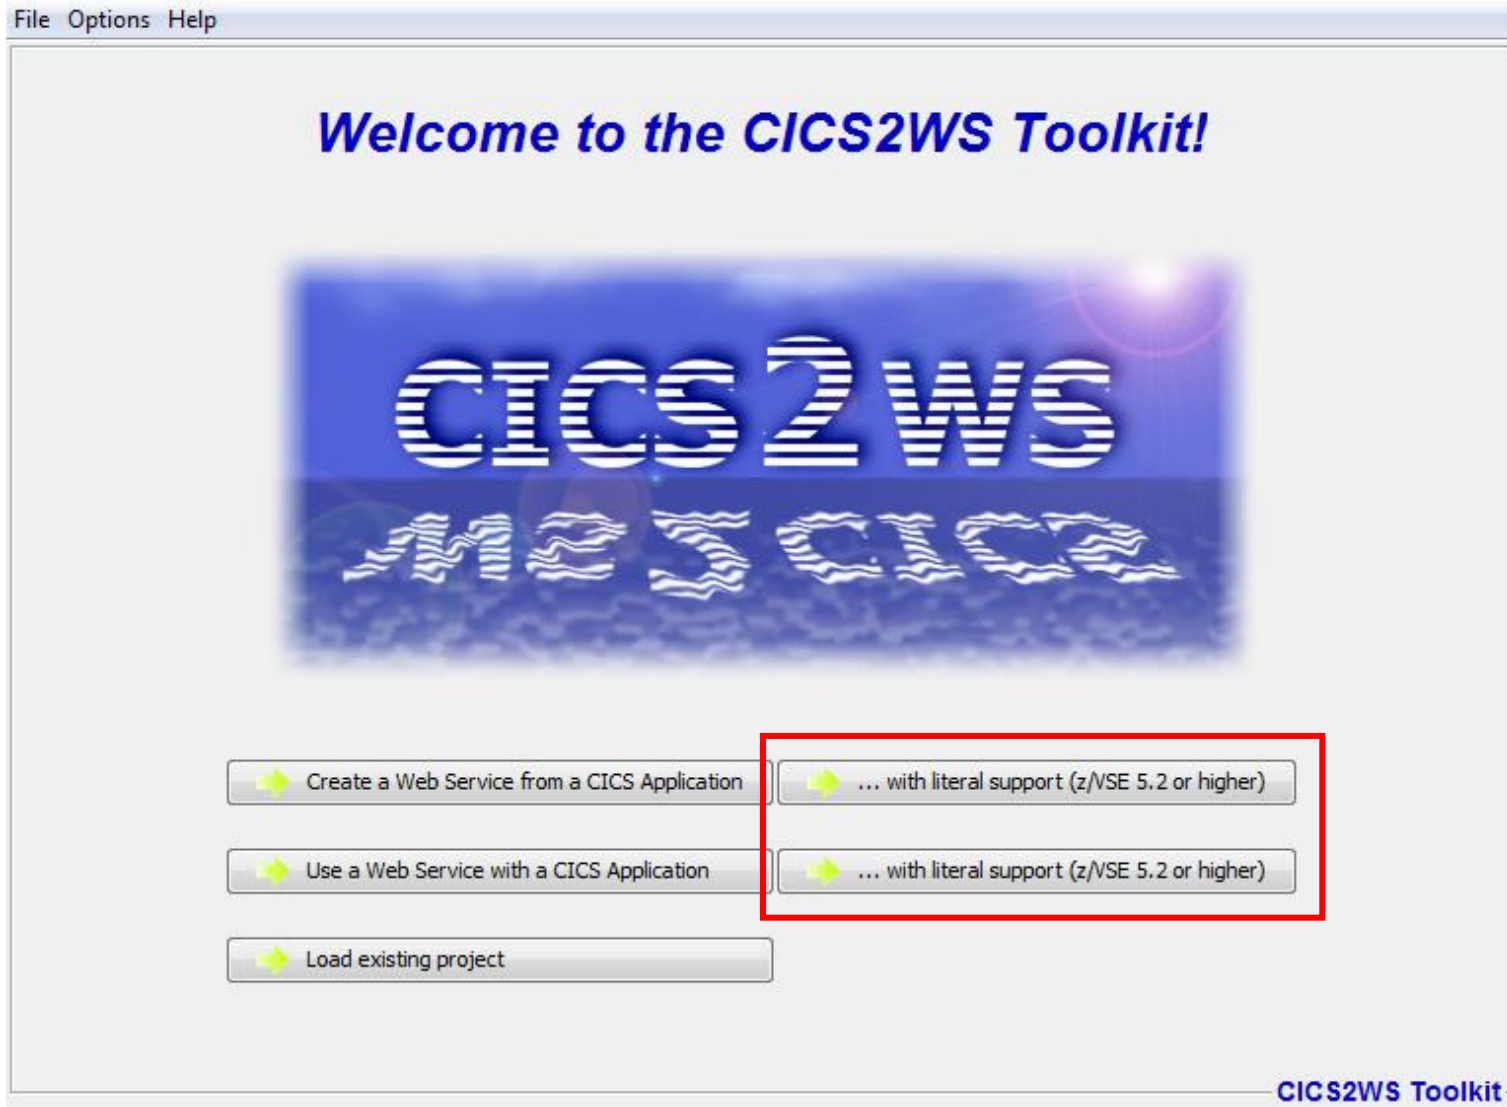 File Options Help
Welcome to the CICS2WS Toolkit!
CICS2WS
Create a Web Service from a CICS Application
... with literal support (z/VSE 5.2 or higher)
Use a Web Service with a CICS Application
... with literal support (z/VSE 5.2 or higher)
Load existing project
CICS2WS Toolkit